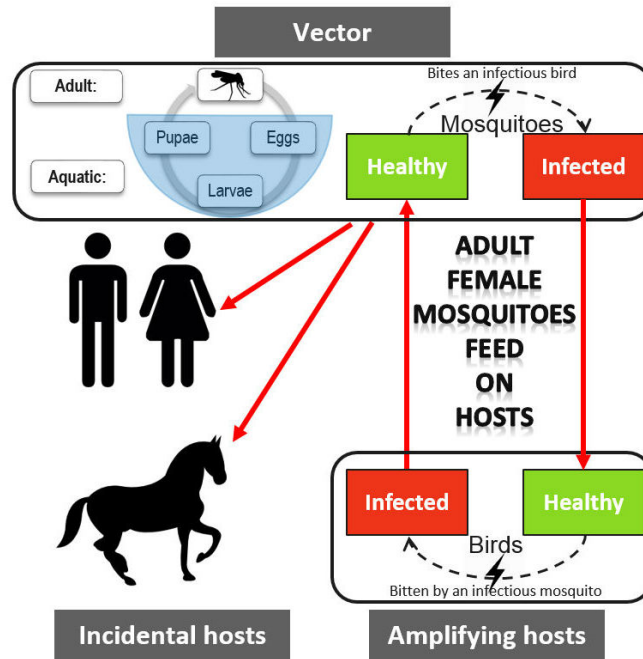 Vector
Adult:
Bites an infectious bird
Mosquitoes
Pupae
Eggs
Healthy
Infected
Aquatic:
Larvae
ADULT
FEMALE
MOSQUITOES
FEED
ON
HOSTS
Infected
Healthy
Birds
Bitten by an infectious mosquito
Incidental hosts
Amplifying hosts